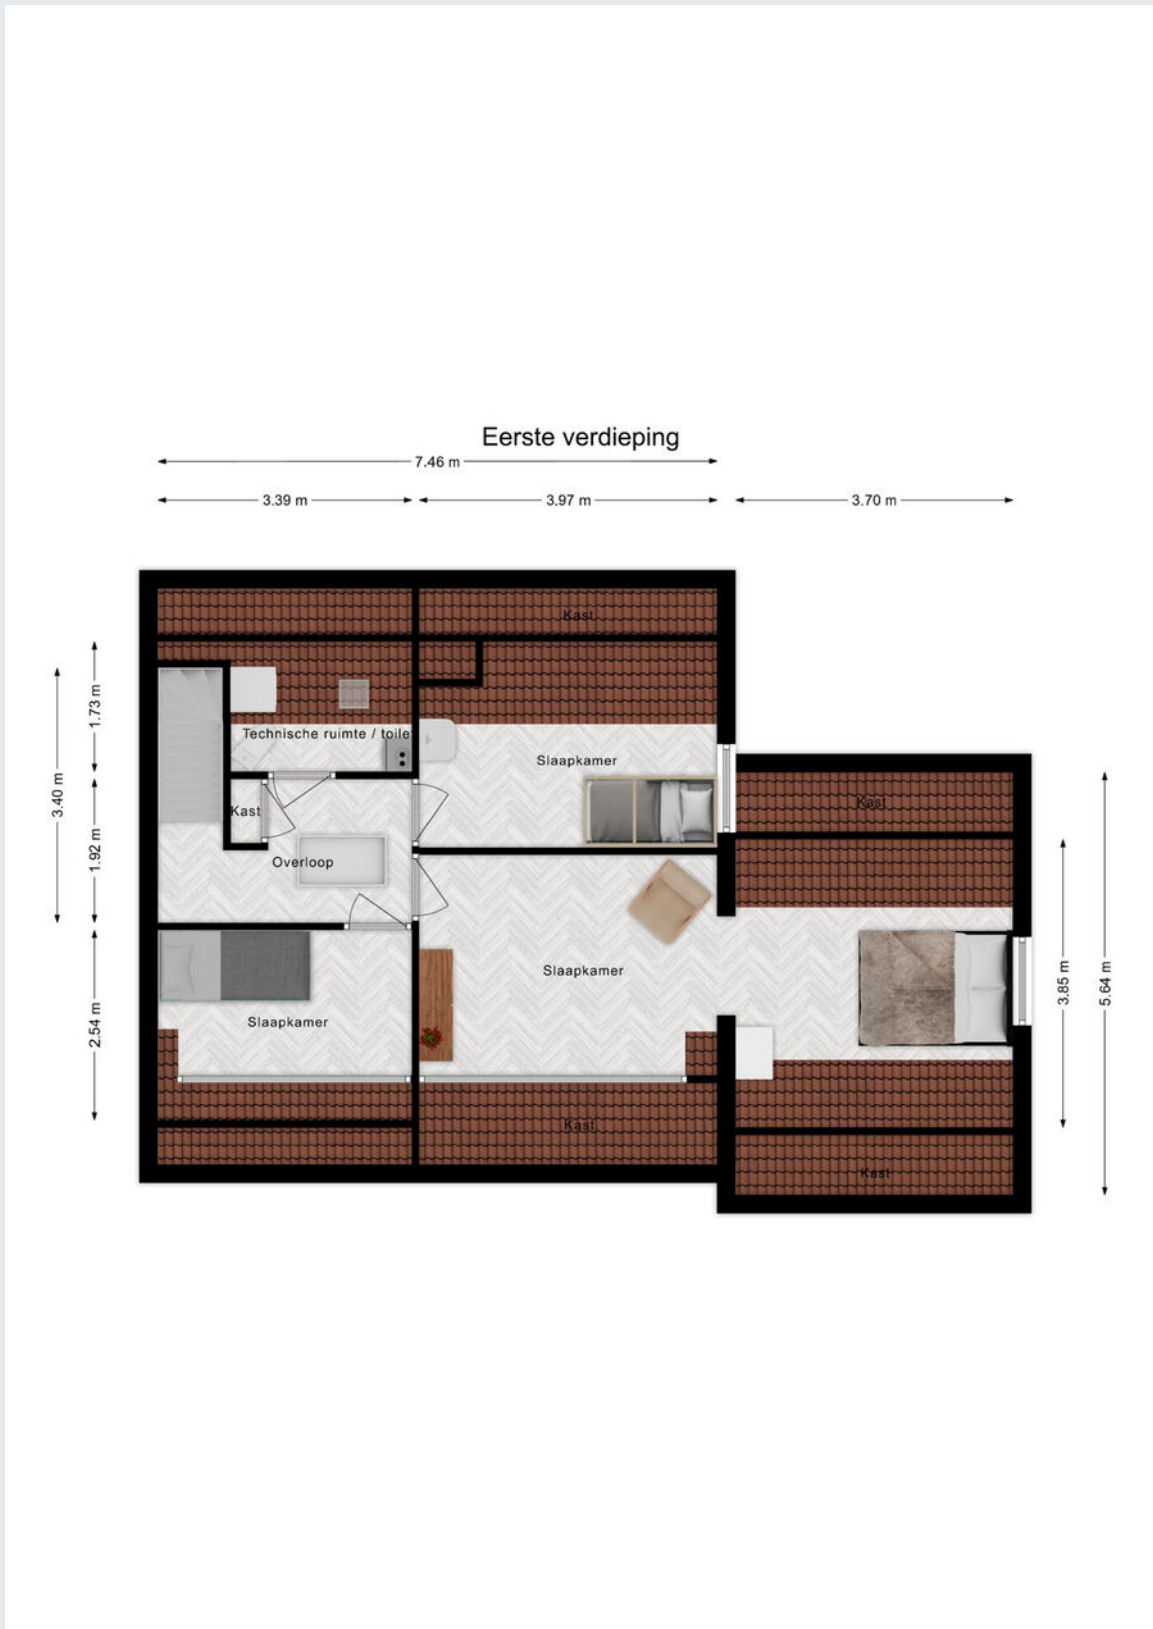 Eerste verdieping
7.46 m
3.39 m
3.97 m
3.70 m
Kast
1.73 m
Technische ruimte / toile
Slaapkamer
3.40 m
Kast
Kast
1.92 m
Overloop
Slaapkamer
3.85 m
5.64 m
2.54 m
Slaapkamer
Kast
Kast